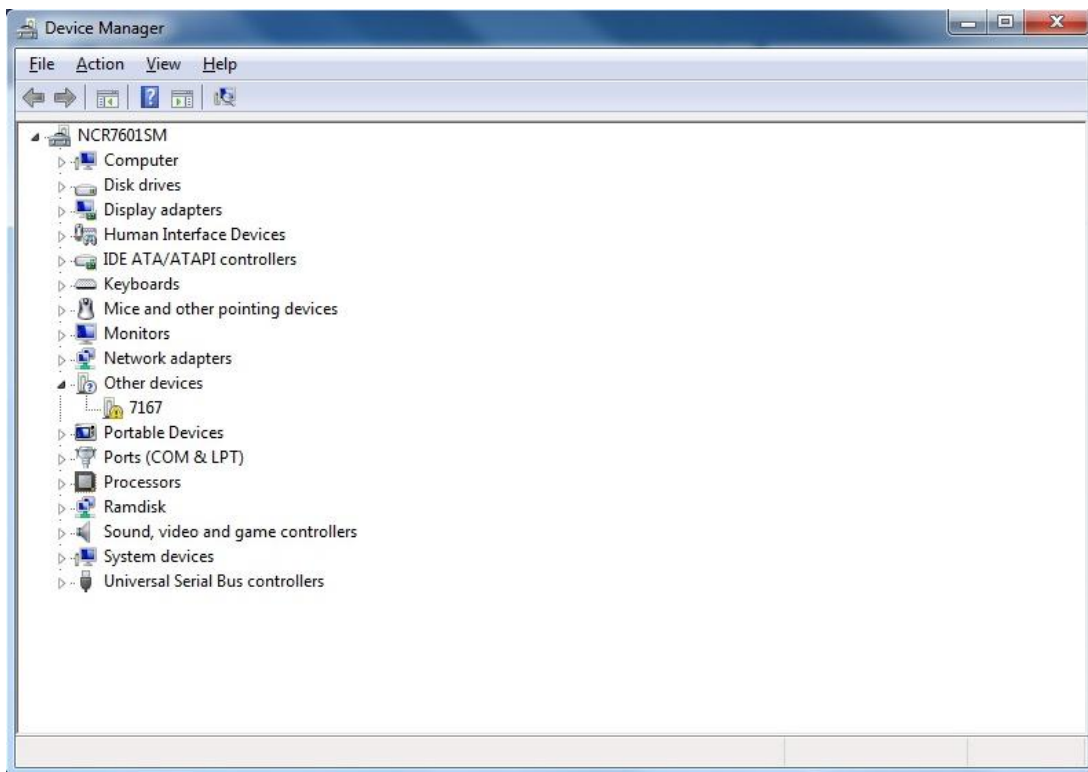 Device Manager
File Action View Help
NCR7601SM
Computer
Disk drives
Display adapters
Human Interface Devices
IDE ATA/ATAPI controllers
Keyboards
Mice and other pointing devices
Monitors
Network adapters
Other devices
7167
Portable Devices
Ports (COM & LPT)
Processors
Ramdisk
Sound, video and game controllers
System devices
Universal Serial Bus controllers